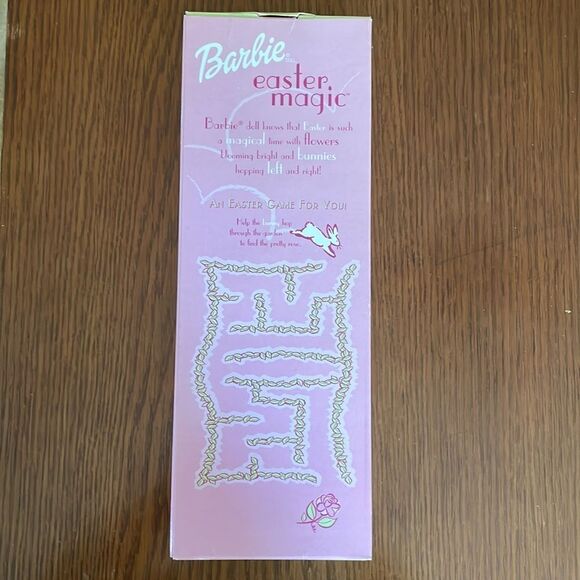 Barbie®
easter
magic™
Barbie® doll knows that Easter is such
a magical time with flowers
blooming bright and bunnies
hopping left and right!
AN EASTER GAME FOR YOU!
Help the bunny hop
through the garden
to find the pretty rose.